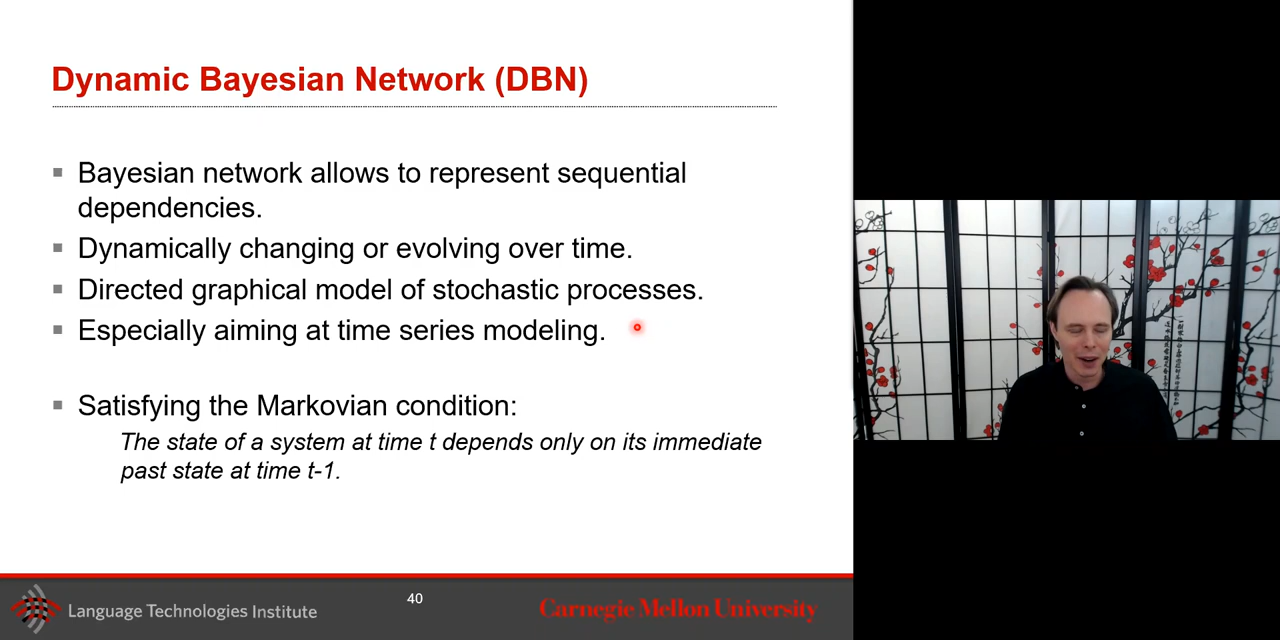 Dynamic Bayesian Network (DBN)
Bayesian network allows to represent sequential
dependencies.
Dynamically changing or evolving over time.
Directed graphical model of stochastic processes.
Especially aiming at time series modeling.
Satisfying the Markovian condition:
The state of a system at time t depends only on its immediate
past state at time t-1.
Language Technologies Institute
40
Carnegie Mellon University